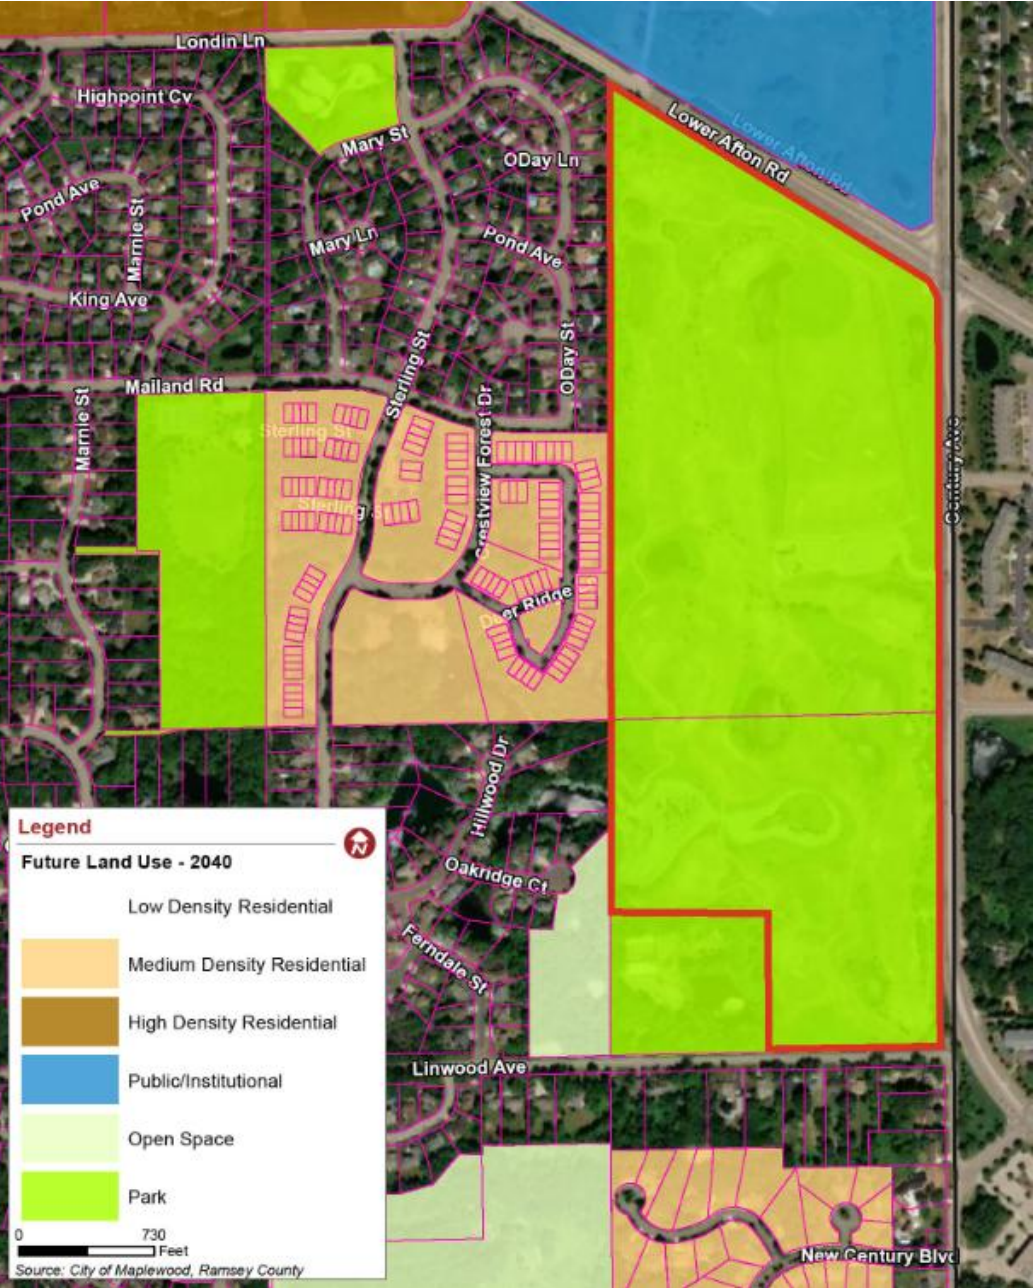 Londin Ln
Highpoint Cv
Mary St
ODay Ln
Lower Afton Rd
Lower Afton Rd
Pond Ave
Marnie St
Mary Ln
Pond Ave
King Ave
Sterling St
ODay St
Mailand Rd
Marnie St
Crestview Forest Dr
Century Ave
Sterling St
Sterling S
Deer Ridge
Hillwood Dr
Oakridge Ct
Ferndale St
Linwood Ave
New Century Blvd
Legend
N
Future Land Use - 2040
Low Density Residential
Medium Density Residential
High Density Residential
Public/Institutional
Open Space
Park
0 730
Feet
Source: City of Maplewood, Ramsey County